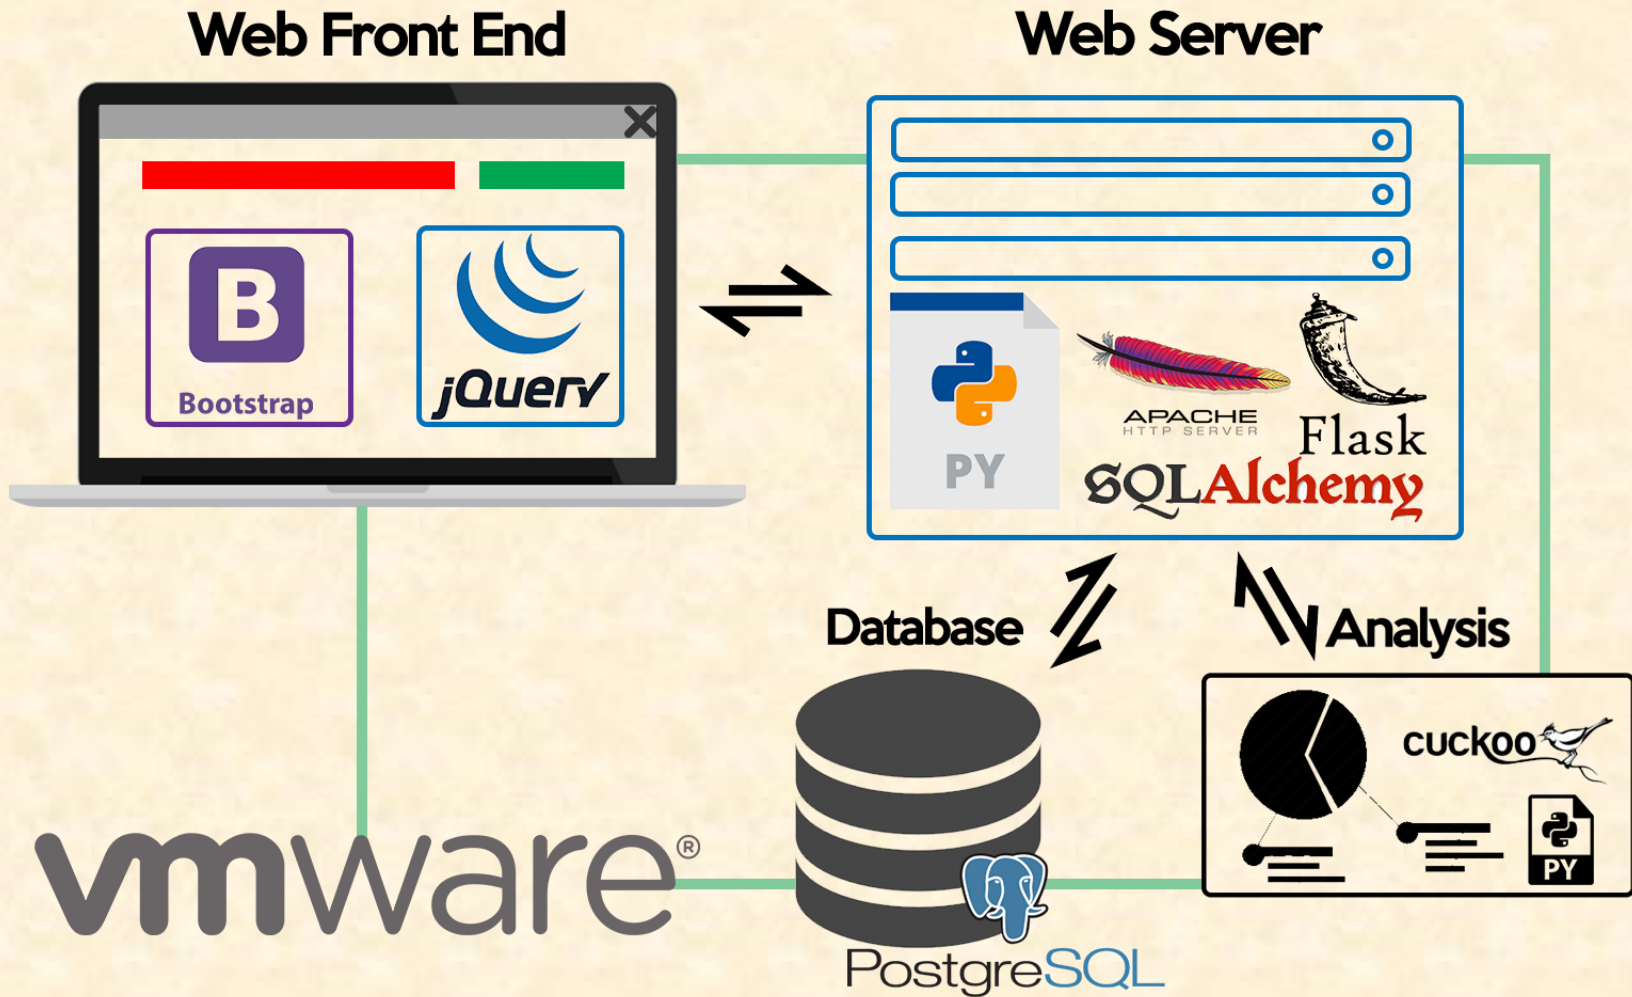 Web Front End
Web Server
B
Bootstrap
jQuery
PY
APACHE
HTTP SERVER
Flask
SQLAlchemy
Database
Analysis
cuckoo
PY
vmware®
PostgreSQL